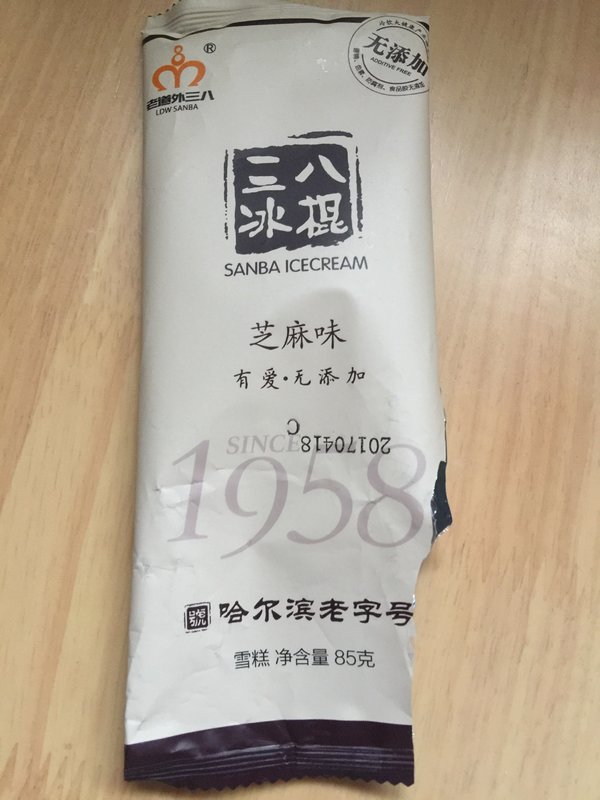 ®
老道外三八
LDW SANBA
无添加
ADDITIVE FREE
三八
冰棍
SANBA ICECREAM
芝麻味
有爱·无添加
20170418
C
SINCE
1958
哈尔滨老字号
雪糕 净含量 85克